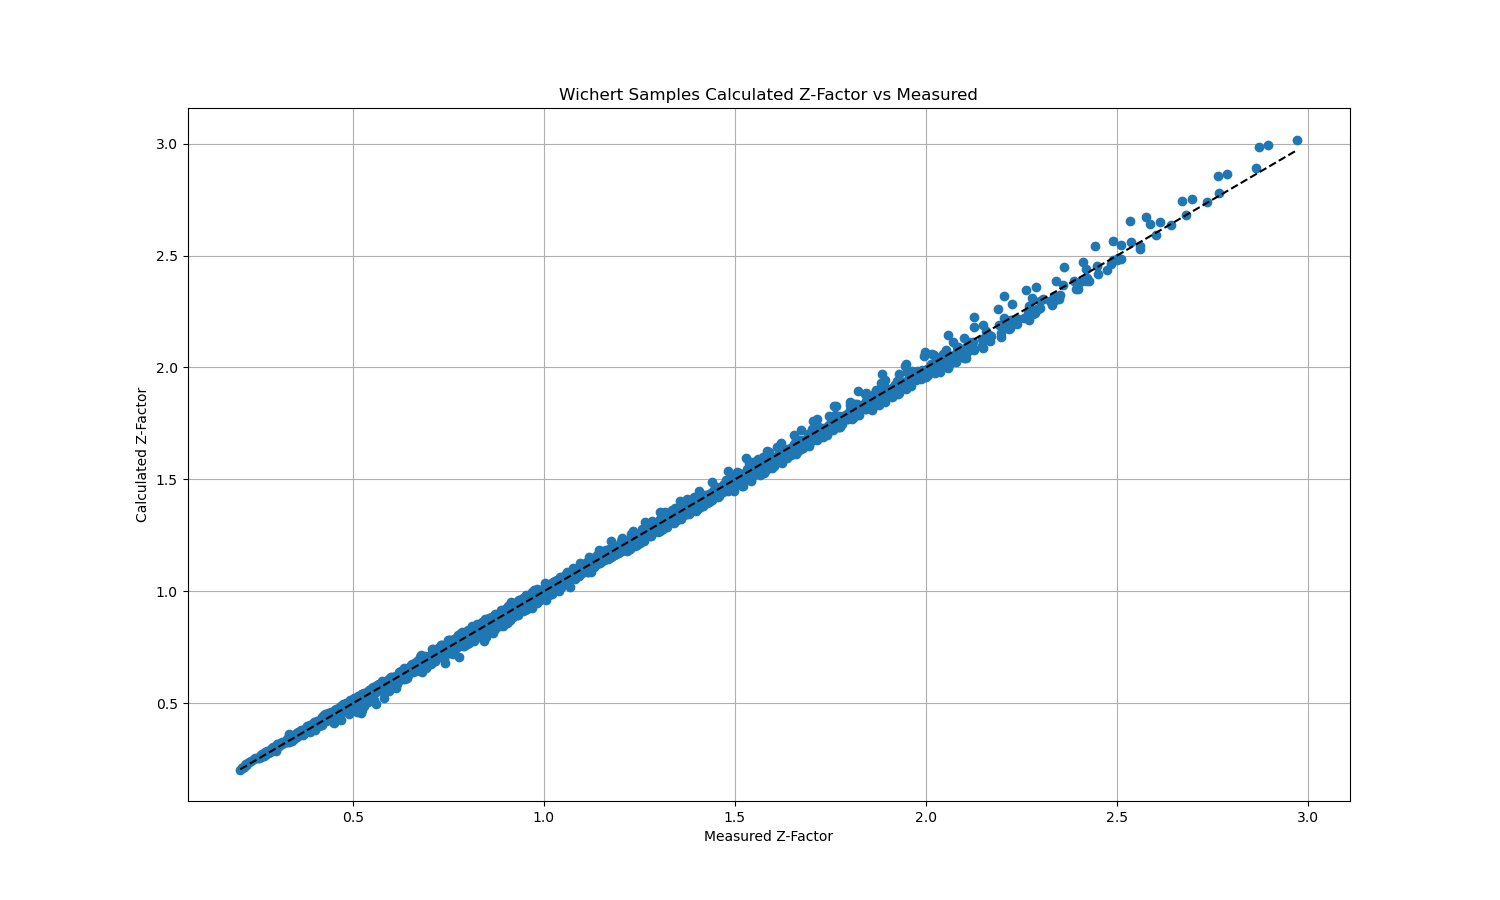 Wichert Samples Calculated Z-Factor vs Measured
3.0
2.5
2.0
1.5
1.0
0.5
Calculated Z-Factor
0.5 1.0 1.5 2.0 2.5 3.0
Measured Z-Factor